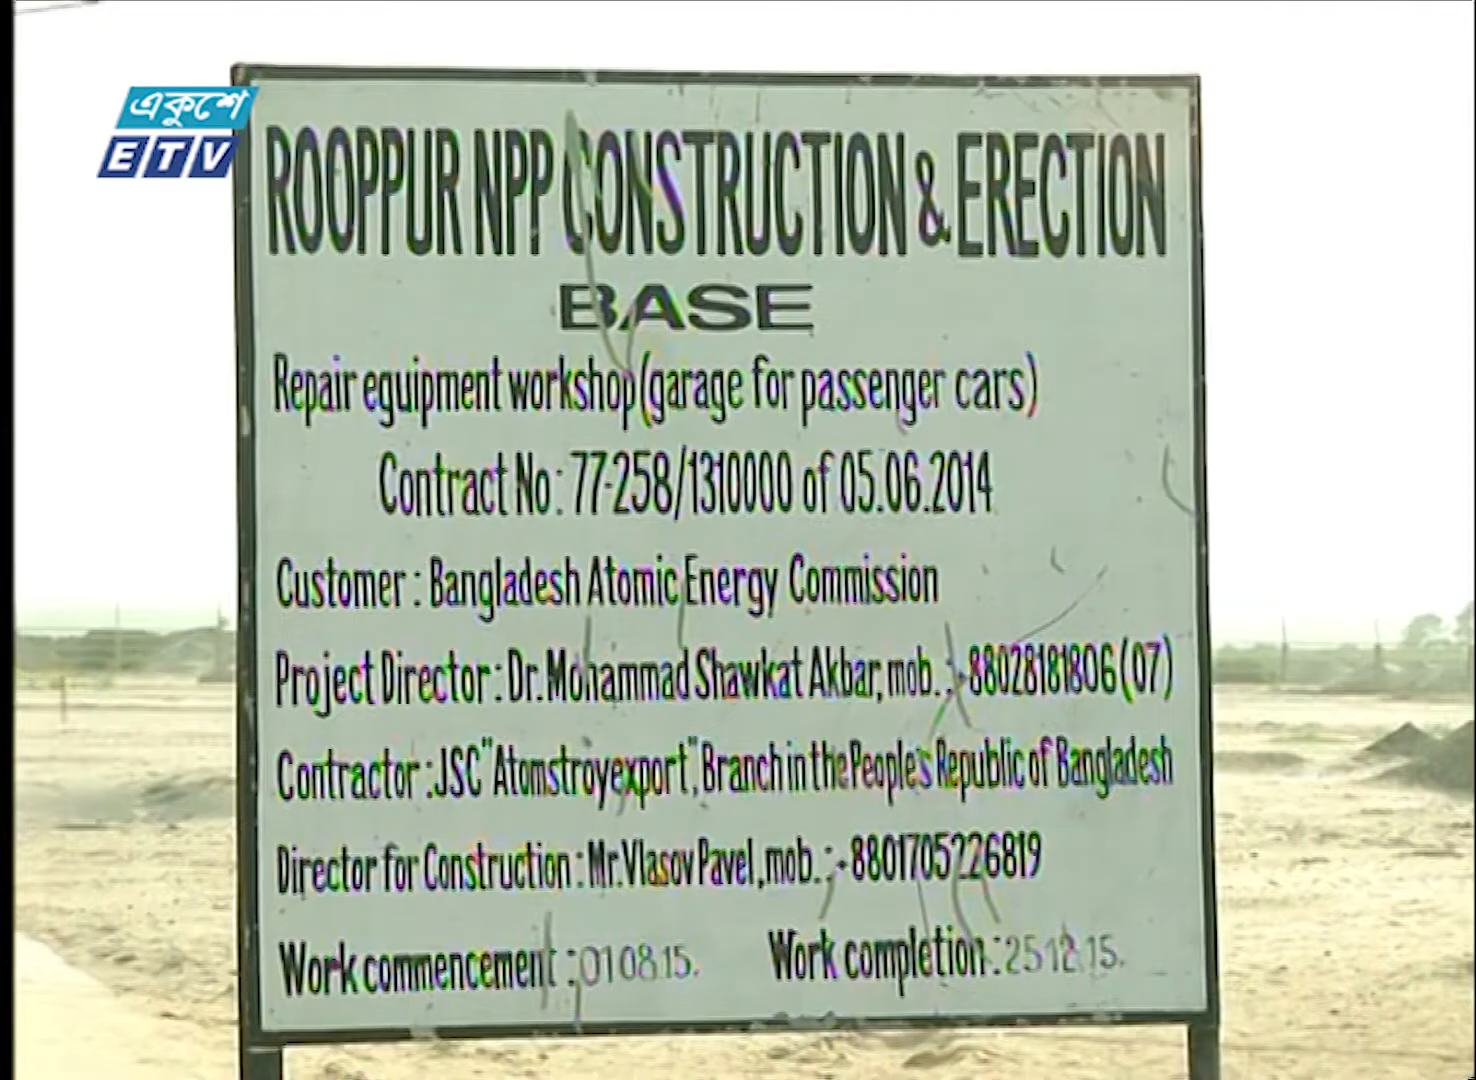 একুশে
ETV
ROOPPUR NPP CONSTRUCTION & ERECTION
BASE
Repair equipment workshop(garage for passenger cars)
Contract No: 77-258/1310000 of 05.06.2014
Customer : Bangladesh Atomic Energy Commission
Project Director : Dr. Mohammad Shawkat Akbar, mob. : +88028181806 (07)
Contractor : JSC "Atomstroyexport", Branch in the People's Republic of Bangladesh
Director for Construction : Mr. Vlasov Pavel, mob. : +8801705226819
Work commencement : 01 08 15. Work completion : 25 12 15.